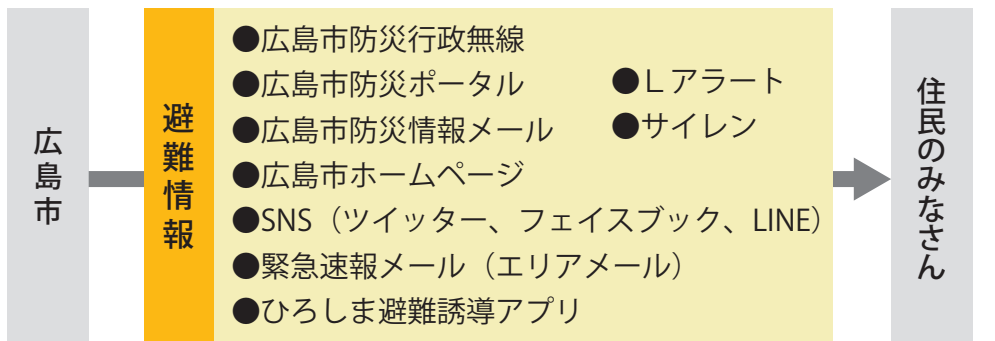 広島市
避難情報
●広島市防災行政無線
●広島市防災ポータル
●Lアラート
●広島市防災情報メール
●サイレン
●広島市ホームページ
●SNS（ツイッター、フェイスブック、LINE）
●緊急速報メール（エリアメール）
●ひろしま避難誘導アプリ
住民のみなさん